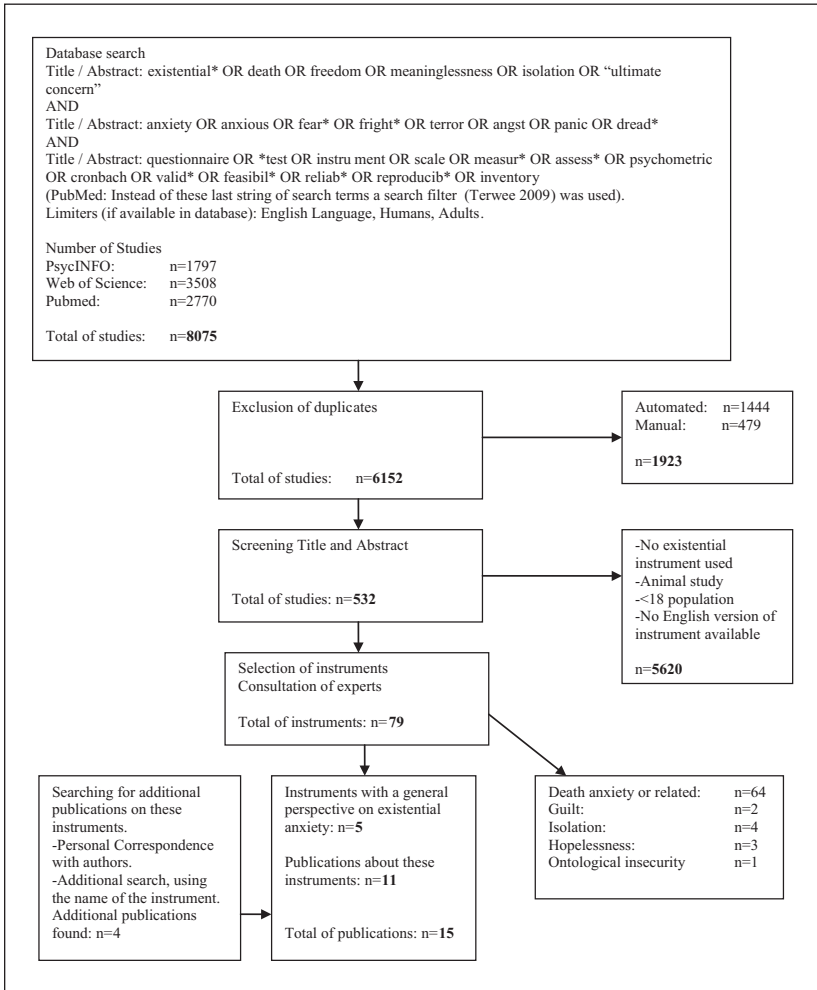 Database search
Title / Abstract: existential* OR death OR freedom OR meaninglessness OR isolation OR “ultimate
concern”
AND
Title / Abstract: anxiety OR anxious OR fear* OR fright* OR terror OR angst OR panic OR dread*
AND
Title / Abstract: questionnaire OR *test OR instru ment OR scale OR measur* OR assess* OR psychometric
OR cronbach OR valid* OR feasibil* OR reliab* OR reproducib* OR inventory
(PubMed: Instead of these last string of search terms a search filter (Terwee 2009) was used).
Limiters (if available in database): English Language, Humans, Adults.
Number of Studies
PsycINFO: n=1797
Web of Science: n=3508
Pubmed: n=2770
Total of studies: n=8075
Exclusion of duplicates
Total of studies: n=6152
Automated: n=1444
Manual: n=479
n=1923
Screening Title and Abstract
Total of studies: n=532
-No existential
instrument used
-Animal study
-<18 population
-No English version of
instrument available
n=5620
Selection of instruments
Consultation of experts
Total of instruments: n=79
Searching for additional
publications on these
instruments.
-Personal Correspondence
with authors.
-Additional search, using
the name of the instrument.
Additional publications
found: n=4
Instruments with a general
perspective on existential
anxiety: n=5
Publications about these
instruments: n=11
Total of publications: n=15
Death anxiety or related: n=64
Guilt: n=2
Isolation: n=4
Hopelessness: n=3
Ontological insecurity n=1